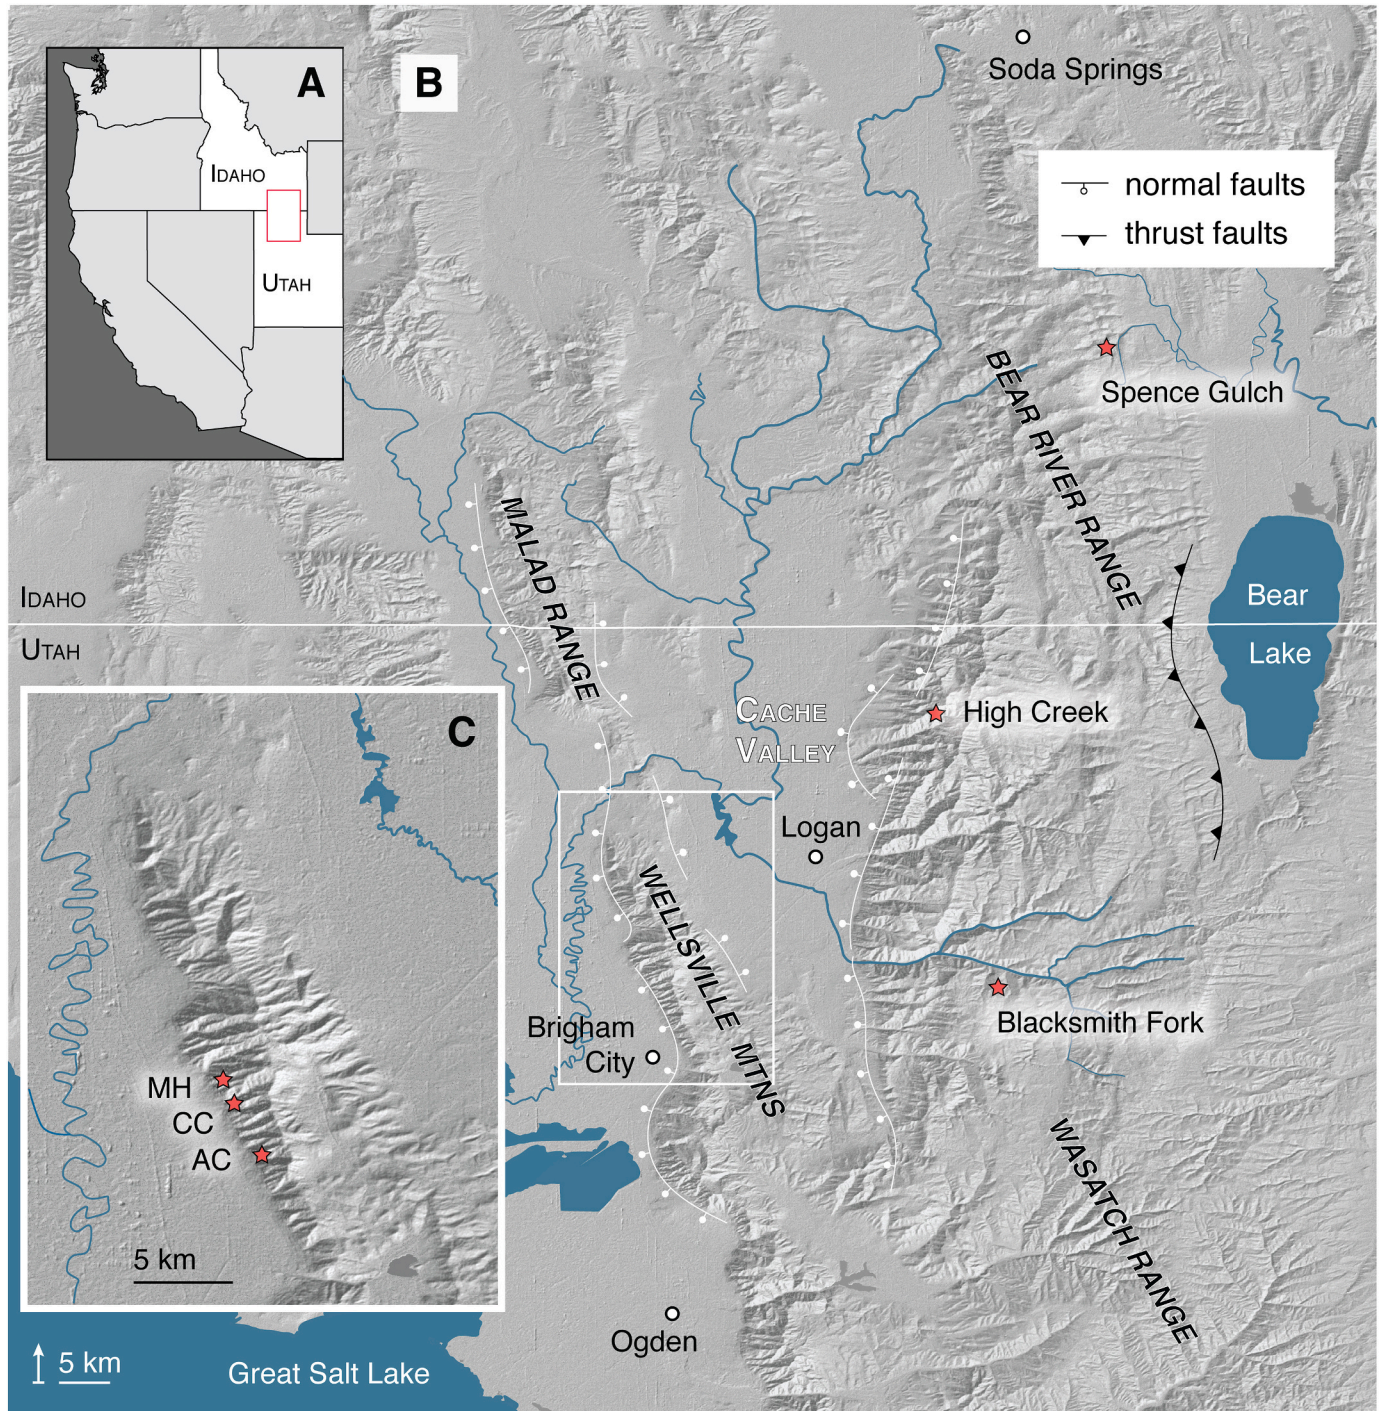 A
B
IDAHO
UTAH
Soda Springs
normal faults
thrust faults
Spence Gulch
BEAR RIVER RANGE
MALAD RANGE
IDAHO
UTAH
Bear
Lake
High Creek
CACHE
VALLEY
C
Logan
WELLSVILLE MTNS
Brigham
City
Blacksmith Fork
MH
CC
AC
5 km
WASATCH RANGE
Ogden
5 km
Great Salt Lake